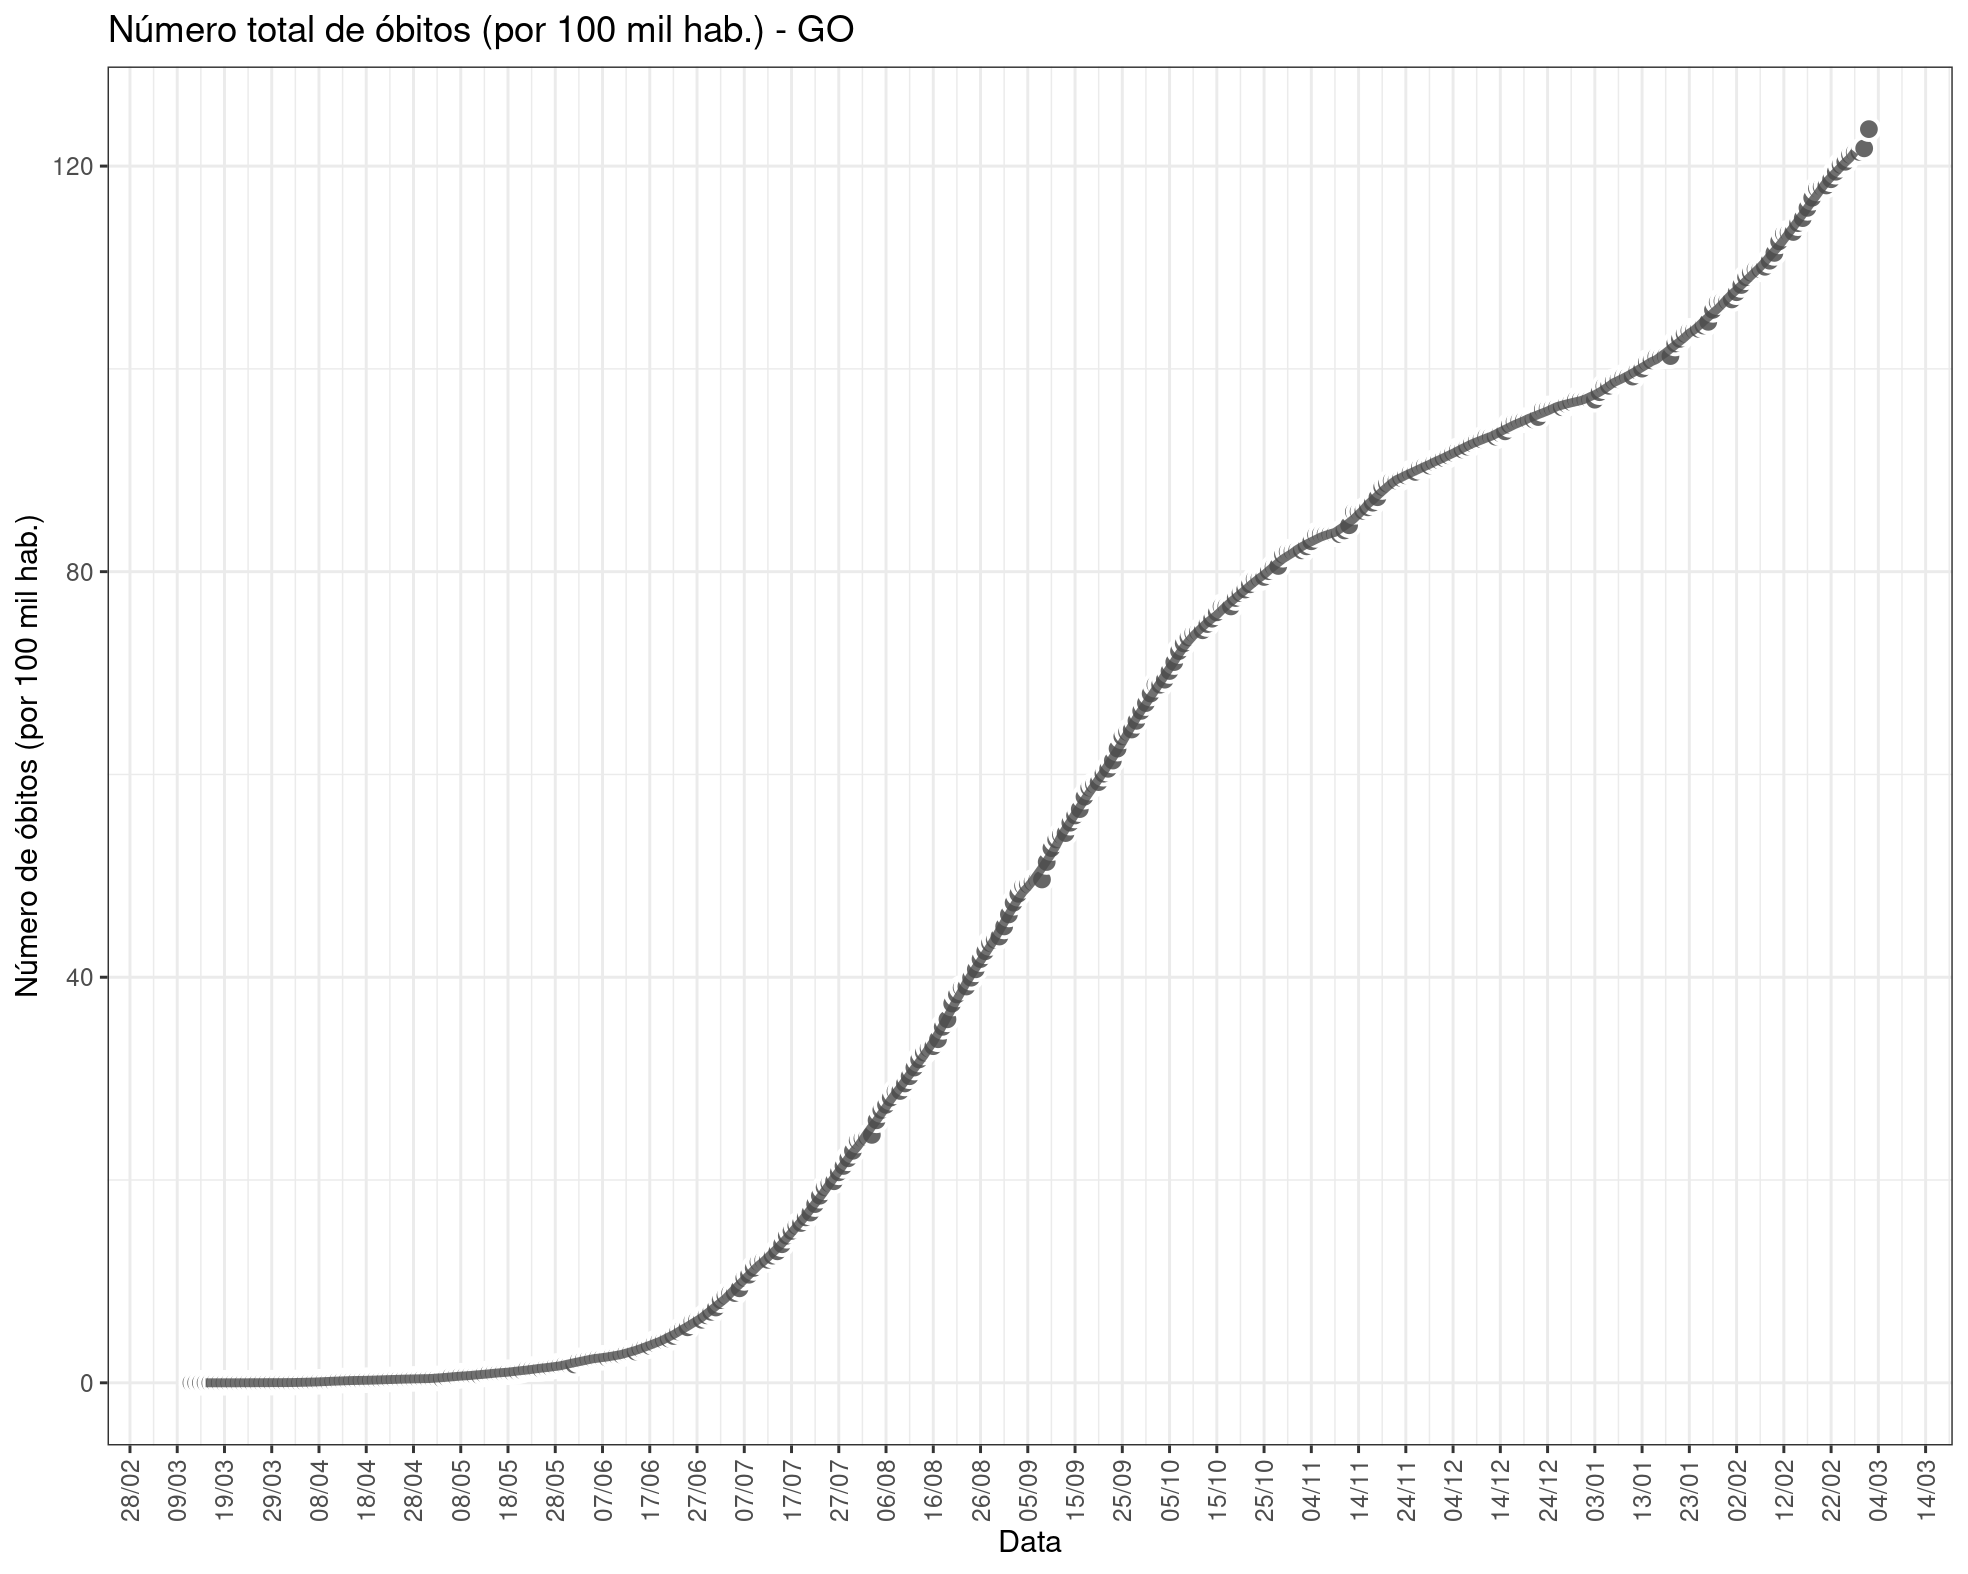 Número total de óbitos (por 100 mil hab.) - GO
Número de óbitos (por 100 mil hab.)
120
80
40
0
28/02 09/03 19/03 29/03 08/04 18/04 28/04 08/05 18/05 28/05 07/06 17/06 27/06 07/07 17/07 27/07 06/08 16/08 26/08 05/09 15/09 25/09 05/10 15/10 25/10 04/11 14/11 24/11 04/12 14/12 24/12 03/01 13/01 23/01 02/02 12/02 22/02 04/03 14/03
Data